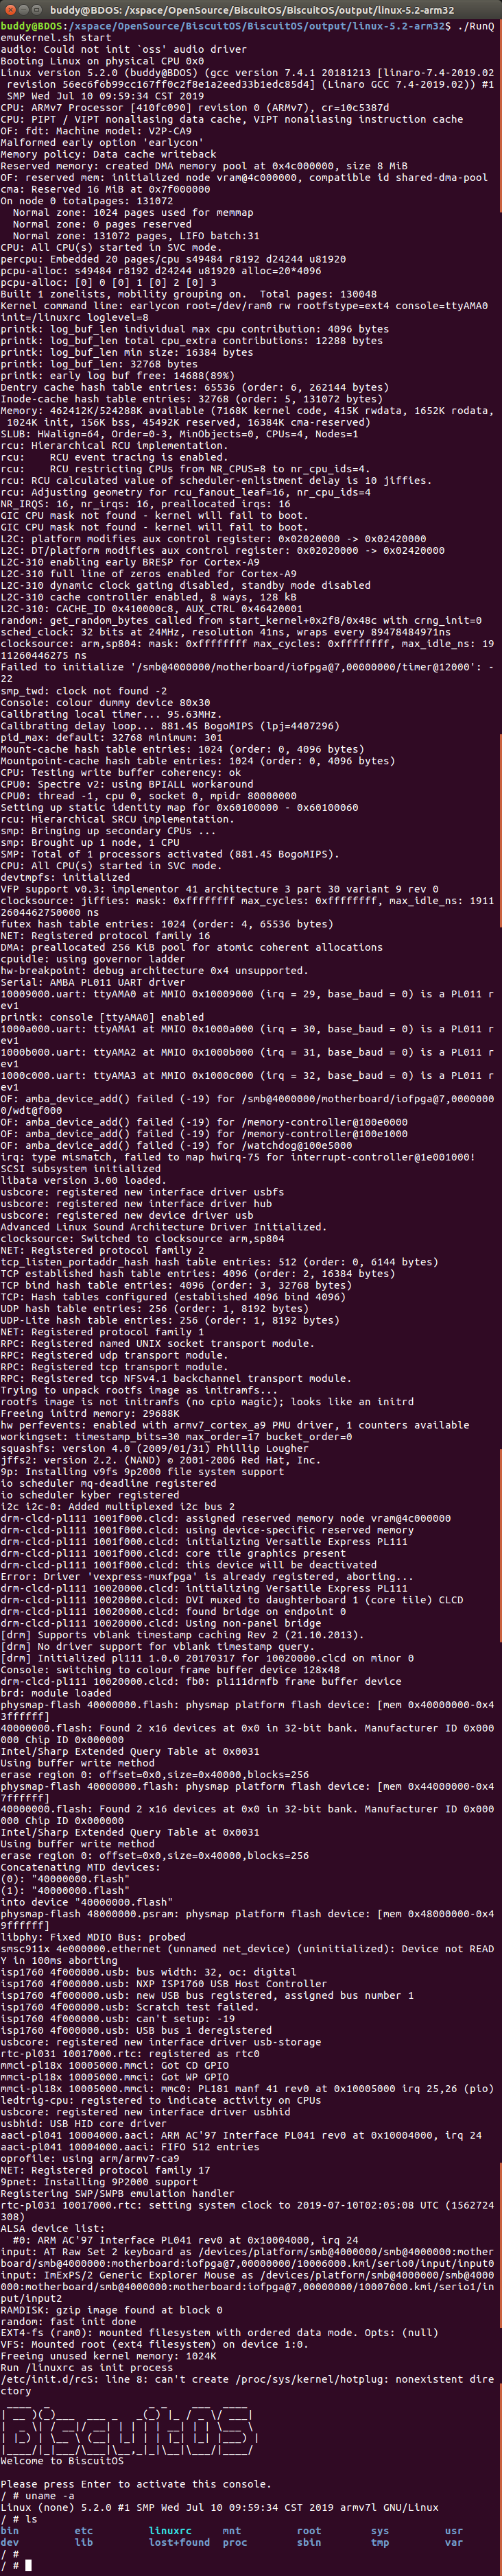 buddy@BDOS: /xspace/OpenSource/BiscuitOS/BiscuitOS/output/linux-5.2-arm32
buddy@BDOS:/xspace/OpenSource/BiscuitOS/BiscuitOS/output/linux-5.2-arm32$ ./RunQ
emuKernel.sh start
audio: Could not init `oss' audio driver
Booting Linux on physical CPU 0x0
Linux version 5.2.0 (buddy@BDOS) (gcc version 7.4.1 20181213 [linaro-7.4-2019.02
 revision 56ec6f6b99cc167ff0c2f8e1a2eed33b1edc85d4] (Linaro GCC 7.4-2019.02)) #1
 SMP Wed Jul 10 09:59:34 CST 2019
CPU: ARMv7 Processor [410fc090] revision 0 (ARMv7), cr=10c5387d
CPU: PIPT / VIPT nonaliasing data cache, VIPT nonaliasing instruction cache
OF: fdt: Machine model: V2P-CA9
Malformed early option 'earlycon'
Memory policy: Data cache writeback
Reserved memory: created DMA memory pool at 0x4c000000, size 8 MiB
OF: reserved mem: initialized node vram@4c000000, compatible id shared-dma-pool
cma: Reserved 16 MiB at 0x7f000000
On node 0 totalpages: 131072
  Normal zone: 1024 pages used for memmap
  Normal zone: 0 pages reserved
  Normal zone: 131072 pages, LIFO batch:31
CPU: All CPU(s) started in SVC mode.
percpu: Embedded 20 pages/cpu s49484 r8192 d24244 u81920
pcpu-alloc: s49484 r8192 d24244 u81920 alloc=20*4096
pcpu-alloc: [0] 0 [0] 1 [0] 2 [0] 3
Built 1 zonelists, mobility grouping on.  Total pages: 130048
Kernel command line: earlycon root=/dev/ram0 rw rootfstype=ext4 console=ttyAMA0
init=/linuxrc loglevel=8
printk: log_buf_len individual max cpu contribution: 4096 bytes
printk: log_buf_len total cpu_extra contributions: 12288 bytes
printk: log_buf_len min size: 16384 bytes
printk: log_buf_len: 32768 bytes
printk: early log buf free: 14688(89%)
Dentry cache hash table entries: 65536 (order: 6, 262144 bytes)
Inode-cache hash table entries: 32768 (order: 5, 131072 bytes)
Memory: 462412K/524288K available (7168K kernel code, 415K rwdata, 1652K rodata,
 1024K init, 156K bss, 45492K reserved, 16384K cma-reserved)
SLUB: HWalign=64, Order=0-3, MinObjects=0, CPUs=4, Nodes=1
rcu: Hierarchical RCU implementation.
rcu:    RCU event tracing is enabled.
rcu:    RCU restricting CPUs from NR_CPUS=8 to nr_cpu_ids=4.
rcu: RCU calculated value of scheduler-enlistment delay is 10 jiffies.
rcu: Adjusting geometry for rcu_fanout_leaf=16, nr_cpu_ids=4
NR_IRQS: 16, nr_irqs: 16, preallocated irqs: 16
GIC CPU mask not found - kernel will fail to boot.
GIC CPU mask not found - kernel will fail to boot.
L2C: platform modifies aux control register: 0x02020000 -> 0x02420000
L2C: DT/platform modifies aux control register: 0x02020000 -> 0x02420000
L2C-310 enabling early BRESP for Cortex-A9
L2C-310 full line of zeros enabled for Cortex-A9
L2C-310 dynamic clock gating disabled, standby mode disabled
L2C-310 cache controller enabled, 8 ways, 128 kB
L2C-310: CACHE_ID 0x410000c8, AUX_CTRL 0x46420001
random: get_random_bytes called from start_kernel+0x2f8/0x48c with crng_init=0
sched_clock: 32 bits at 24MHz, resolution 41ns, wraps every 89478484971ns
clocksource: arm,sp804: mask: 0xffffffff max_cycles: 0xffffffff, max_idle_ns: 19
11260446275 ns
Failed to initialize '/smb@4000000/motherboard/iofpga@7,00000000/timer@12000': -
22
smp_twd: clock not found -2
Console: colour dummy device 80x30
Calibrating local timer... 95.63MHz.
Calibrating delay loop... 881.45 BogoMIPS (lpj=4407296)
pid_max: default: 32768 minimum: 301
Mount-cache hash table entries: 1024 (order: 0, 4096 bytes)
Mountpoint-cache hash table entries: 1024 (order: 0, 4096 bytes)
CPU: Testing write buffer coherency: ok
CPU0: Spectre v2: using BPIALL workaround
CPU0: thread -1, cpu 0, socket 0, mpidr 80000000
Setting up static identity map for 0x60100000 - 0x60100060
rcu: Hierarchical SRCU implementation.
smp: Bringing up secondary CPUs ...
smp: Brought up 1 node, 1 CPU
SMP: Total of 1 processors activated (881.45 BogoMIPS).
CPU: All CPU(s) started in SVC mode.
devtmpfs: initialized
VFP support v0.3: implementor 41 architecture 3 part 30 variant 9 rev 0
clocksource: jiffies: mask: 0xffffffff max_cycles: 0xffffffff, max_idle_ns: 1911
2604462750000 ns
futex hash table entries: 1024 (order: 4, 65536 bytes)
NET: Registered protocol family 16
DMA: preallocated 256 KiB pool for atomic coherent allocations
cpuidle: using governor ladder
hw-breakpoint: debug architecture 0x4 unsupported.
Serial: AMBA PL011 UART driver
10009000.uart: ttyAMA0 at MMIO 0x10009000 (irq = 29, base_baud = 0) is a PL011 r
ev1
printk: console [ttyAMA0] enabled
1000a000.uart: ttyAMA1 at MMIO 0x1000a000 (irq = 30, base_baud = 0) is a PL011 r
ev1
1000b000.uart: ttyAMA2 at MMIO 0x1000b000 (irq = 31, base_baud = 0) is a PL011 r
ev1
1000c000.uart: ttyAMA3 at MMIO 0x1000c000 (irq = 32, base_baud = 0) is a PL011 r
ev1
OF: amba_device_add() failed (-19) for /smb@4000000/motherboard/iofpga@7,0000000
0/wdt@f000
OF: amba_device_add() failed (-19) for /memory-controller@100e0000
OF: amba_device_add() failed (-19) for /memory-controller@100e1000
OF: amba_device_add() failed (-19) for /watchdog@100e5000
irq: type mismatch, failed to map hwirq-75 for interrupt-controller@1e001000!
SCSI subsystem initialized
libata version 3.00 loaded.
usbcore: registered new interface driver usbfs
usbcore: registered new interface driver hub
usbcore: registered new device driver usb
Advanced Linux Sound Architecture Driver Initialized.
clocksource: Switched to clocksource arm,sp804
NET: Registered protocol family 2
tcp_listen_portaddr_hash hash table entries: 512 (order: 0, 6144 bytes)
TCP established hash table entries: 4096 (order: 2, 16384 bytes)
TCP bind hash table entries: 4096 (order: 3, 32768 bytes)
TCP: Hash tables configured (established 4096 bind 4096)
UDP hash table entries: 256 (order: 1, 8192 bytes)
UDP-Lite hash table entries: 256 (order: 1, 8192 bytes)
NET: Registered protocol family 1
RPC: Registered named UNIX socket transport module.
RPC: Registered udp transport module.
RPC: Registered tcp transport module.
RPC: Registered tcp NFSv4.1 backchannel transport module.
Trying to unpack rootfs image as initramfs...
rootfs image is not initramfs (no cpio magic); looks like an initrd
Freeing initrd memory: 29688K
hw perfevents: enabled with armv7_cortex_a9 PMU driver, 1 counters available
workingset: timestamp_bits=30 max_order=17 bucket_order=0
squashfs: version 4.0 (2009/01/31) Phillip Lougher
jffs2: version 2.2. (NAND) © 2001-2006 Red Hat, Inc.
9p: Installing v9fs 9p2000 file system support
io scheduler mq-deadline registered
io scheduler kyber registered
i2c i2c-0: Added multiplexed i2c bus 2
drm-clcd-pl111 1001f000.clcd: assigned reserved memory node vram@4c000000
drm-clcd-pl111 1001f000.clcd: using device-specific reserved memory
drm-clcd-pl111 1001f000.clcd: initializing Versatile Express PL111
drm-clcd-pl111 1001f000.clcd: core tile graphics present
drm-clcd-pl111 1001f000.clcd: this device will be deactivated
Error: Driver 'vexpress-muxfpga' is already registered, aborting...
drm-clcd-pl111 10020000.clcd: initializing Versatile Express PL111
drm-clcd-pl111 10020000.clcd: DVI muxed to daughterboard 1 (core tile) CLCD
drm-clcd-pl111 10020000.clcd: found bridge on endpoint 0
drm-clcd-pl111 10020000.clcd: Using non-panel bridge
[drm] Supports vblank timestamp caching Rev 2 (21.10.2013).
[drm] No driver support for vblank timestamp query.
[drm] Initialized pl111 1.0.0 20170317 for 10020000.clcd on minor 0
Console: switching to colour frame buffer device 128x48
drm-clcd-pl111 10020000.clcd: fb0: pl111drmfb frame buffer device
brd: module loaded
physmap-flash 40000000.flash: physmap platform flash device: [mem 0x40000000-0x4
3ffffff]
40000000.flash: Found 2 x16 devices at 0x0 in 32-bit bank. Manufacturer ID 0x000
000 Chip ID 0x000000
Intel/Sharp Extended Query Table at 0x0031
Using buffer write method
erase region 0: offset=0x0,size=0x40000,blocks=256
physmap-flash 40000000.flash: physmap platform flash device: [mem 0x44000000-0x4
7ffffff]
40000000.flash: Found 2 x16 devices at 0x0 in 32-bit bank. Manufacturer ID 0x000
000 Chip ID 0x000000
Intel/Sharp Extended Query Table at 0x0031
Using buffer write method
erase region 0: offset=0x0,size=0x40000,blocks=256
Concatenating MTD devices:
(0): "40000000.flash"
(1): "40000000.flash"
into device "40000000.flash"
physmap-flash 48000000.psram: physmap platform flash device: [mem 0x48000000-0x4
9ffffff]
libphy: Fixed MDIO Bus: probed
smsc911x 4e000000.ethernet (unnamed net_device) (uninitialized): Device not READ
Y in 100ms aborting
isp1760 4f000000.usb: bus width: 32, oc: digital
isp1760 4f000000.usb: NXP ISP1760 USB Host Controller
isp1760 4f000000.usb: new USB bus registered, assigned bus number 1
isp1760 4f000000.usb: Scratch test failed.
isp1760 4f000000.usb: can't setup: -19
isp1760 4f000000.usb: USB bus 1 deregistered
usbcore: registered new interface driver usb-storage
rtc-pl031 10017000.rtc: registered as rtc0
mmci-pl18x 10005000.mmci: Got CD GPIO
mmci-pl18x 10005000.mmci: Got WP GPIO
mmci-pl18x 10005000.mmci: mmc0: PL181 manf 41 rev0 at 0x10005000 irq 25,26 (pio)
ledtrig-cpu: registered to indicate activity on CPUs
usbcore: registered new interface driver usbhid
usbhid: USB HID core driver
aaci-pl041 10004000.aaci: ARM AC'97 Interface PL041 rev0 at 0x10004000, irq 24
aaci-pl041 10004000.aaci: FIFO 512 entries
oprofile: using arm/armv7-ca9
NET: Registered protocol family 17
9pnet: Installing 9P2000 support
Registering SWP/SWPB emulation handler
rtc-pl031 10017000.rtc: setting system clock to 2019-07-10T02:05:08 UTC (1562724
308)
ALSA device list:
  #0: ARM AC'97 Interface PL041 rev0 at 0x10004000, irq 24
input: AT Raw Set 2 keyboard as /devices/platform/smb@4000000/smb@4000000:mother
board/smb@4000000:motherboard:iofpga@7,00000000/10006000.kmi/serio0/input/input0
input: ImExPS/2 Generic Explorer Mouse as /devices/platform/smb@4000000/smb@4000
000:motherboard/smb@4000000:motherboard:iofpga@7,00000000/10007000.kmi/serio1/in
put/input2
RAMDISK: gzip image found at block 0
random: fast init done
EXT4-fs (ram0): mounted filesystem with ordered data mode. Opts: (null)
VFS: Mounted root (ext4 filesystem) on device 1:0.
Freeing unused kernel memory: 1024K
Run /linuxrc as init process
/etc/init.d/rcS: line 8: can't create /proc/sys/kernel/hotplug: nonexistent dire
ctory
Welcome to BiscuitOS

Please press Enter to activate this console.
/ # uname -a
Linux (none) 5.2.0 #1 SMP Wed Jul 10 09:59:34 CST 2019 armv7l GNU/Linux
/ # ls
bin         etc         linuxrc     mnt         root        sys         usr
dev         lib         lost+found  proc        sbin        tmp         var
/ #
/ #